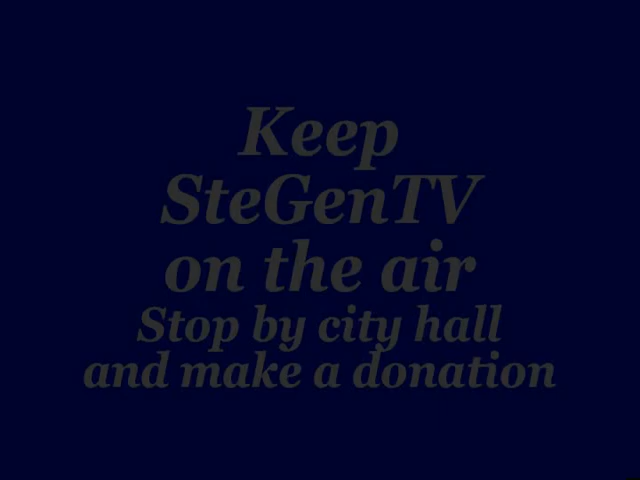 Keep
SteGenTV
on the air
Stop by city hall
and make a donation